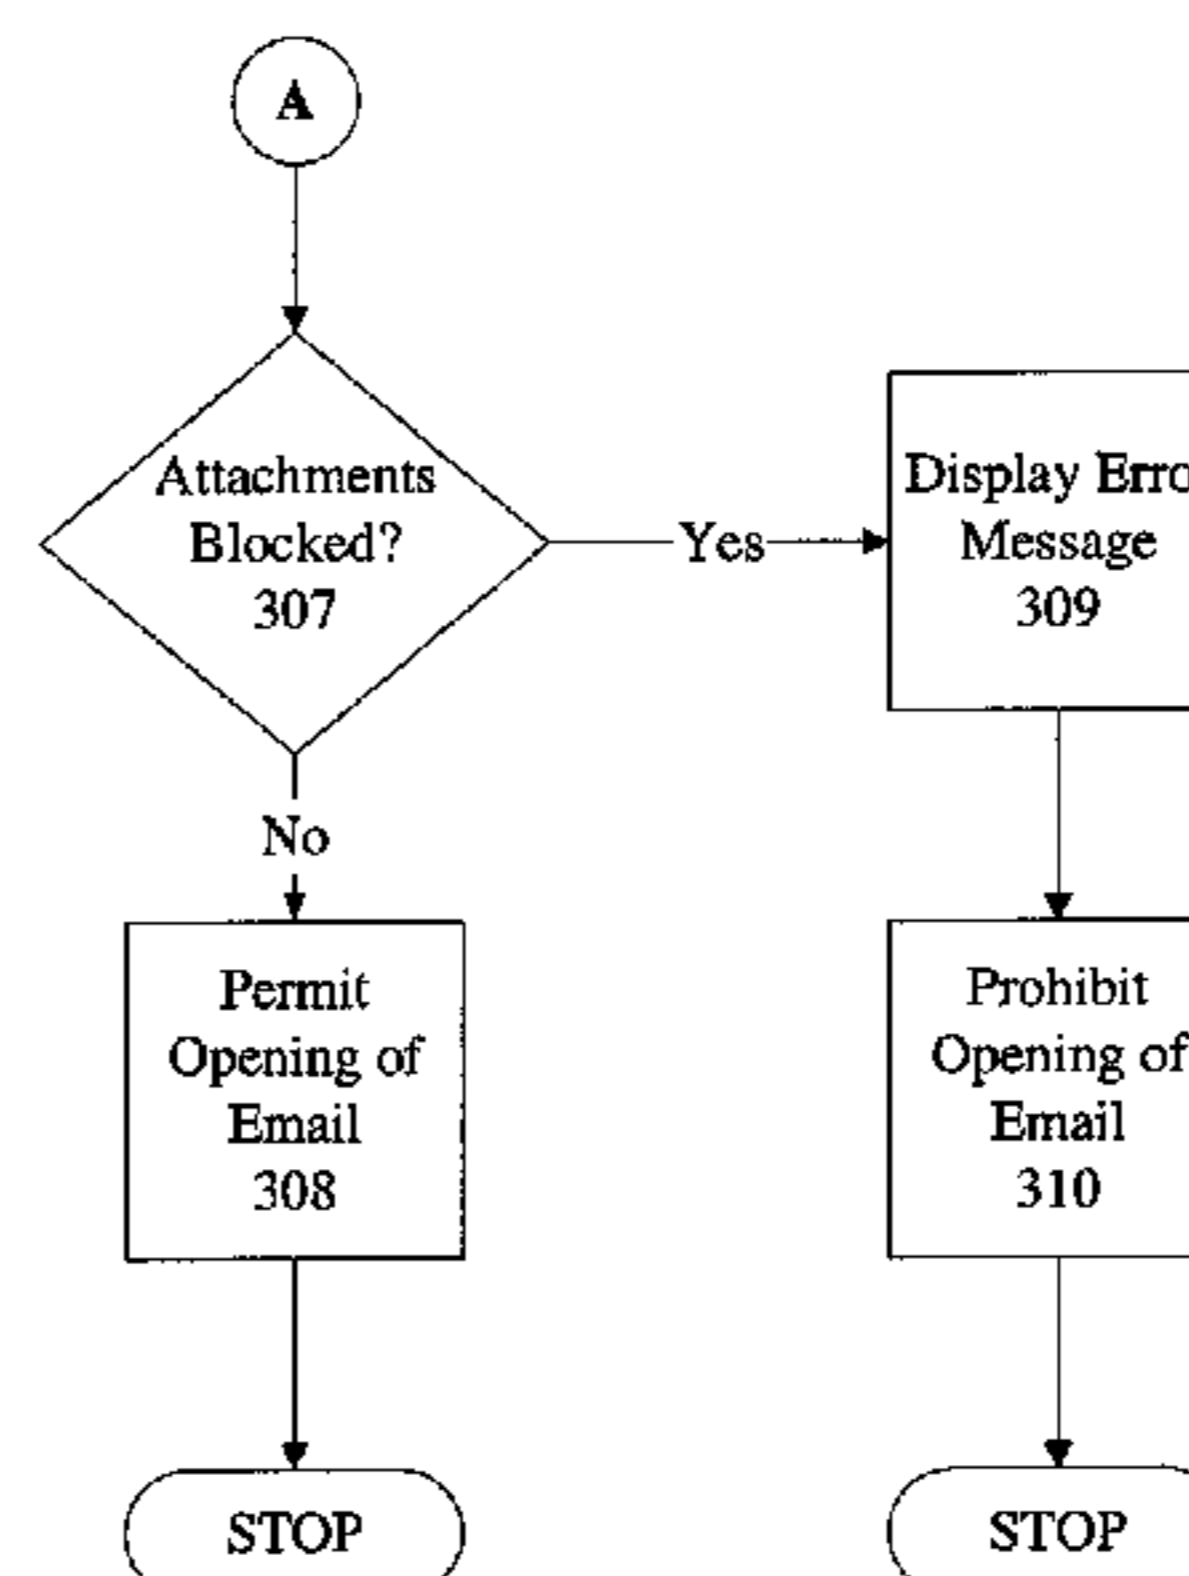 A
Attachments
Blocked?
307
Yes
Display Erro
Message
309
No
Permit
Opening of
Email
308
Prohibit
Opening of
Email
310
STOP
STOP